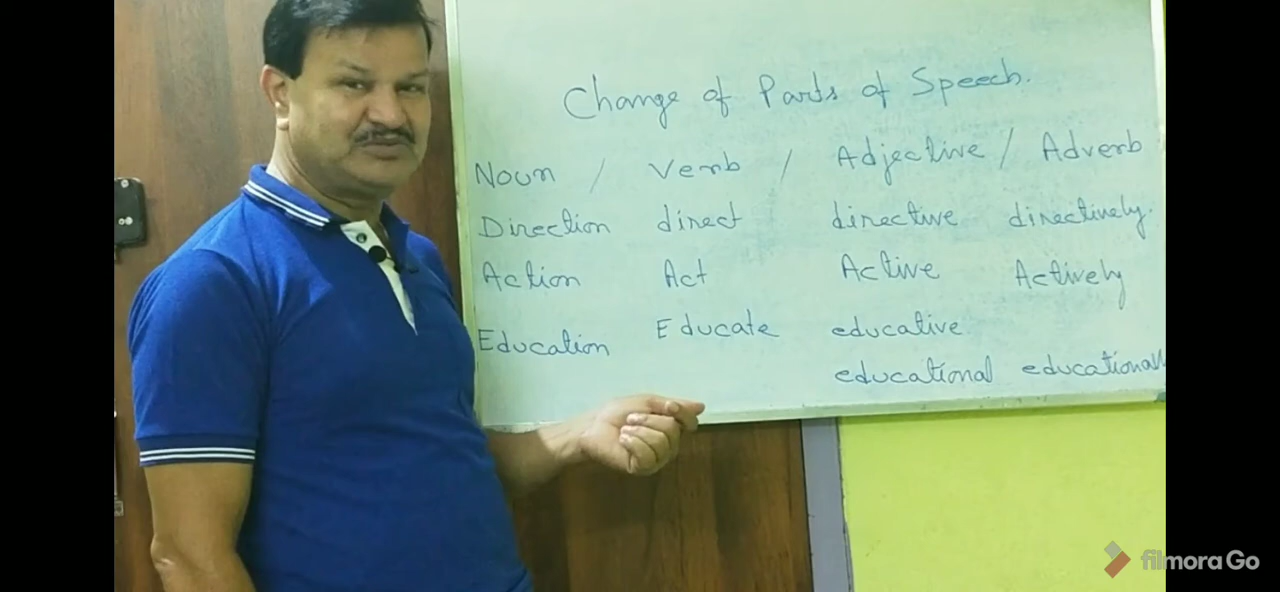 Change of Parts of Speech.
Noun / Verb / Adjective / Adverb
Direction direct directive directively.
Action Act Active Actively
Education Educate educative
educational educationally
filmoraGo